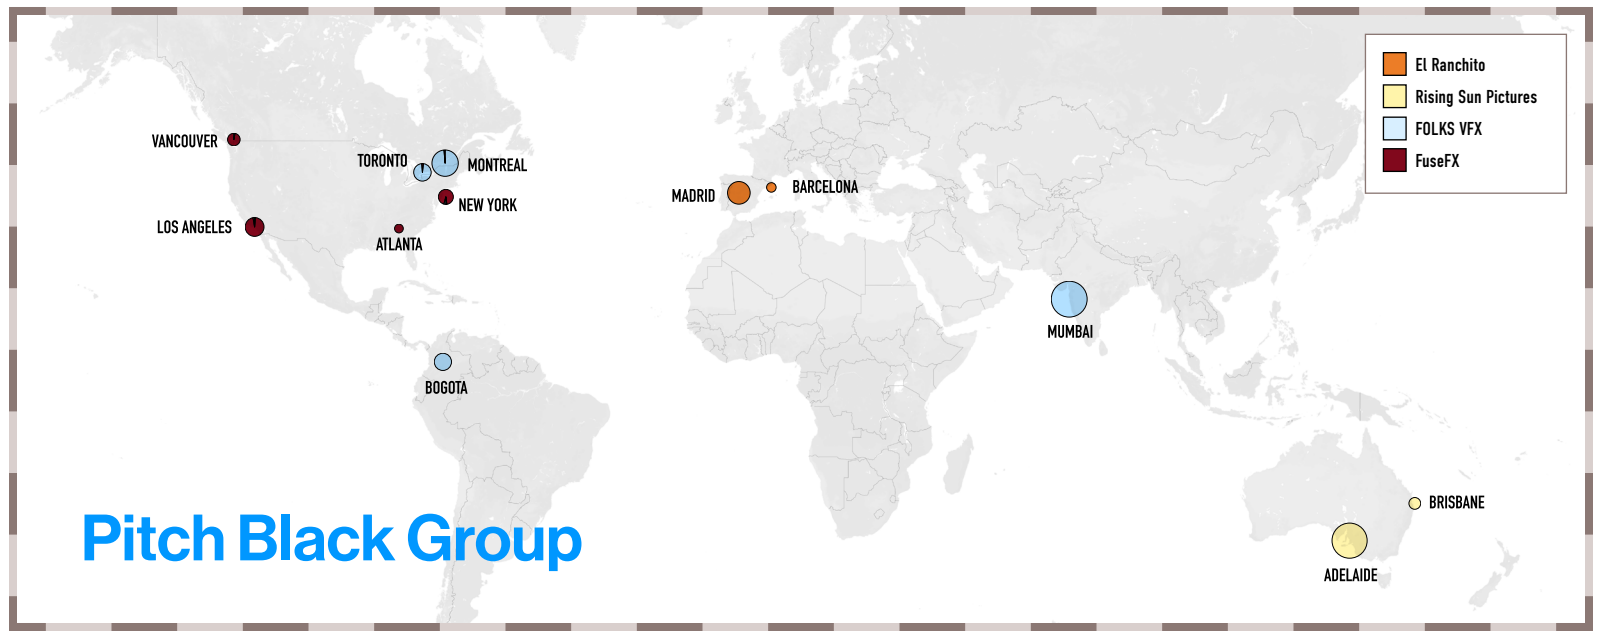 El Ranchito
Rising Sun Pictures
FOLKS VFX
FuseFX
VANCOUVER
TORONTO
MONTREAL
NEW YORK
LOS ANGELES
ATLANTA
MADRID
BARCELONA
MUMBAI
BOGOTA
BRISBANE
ADELAIDE
Pitch Black Group